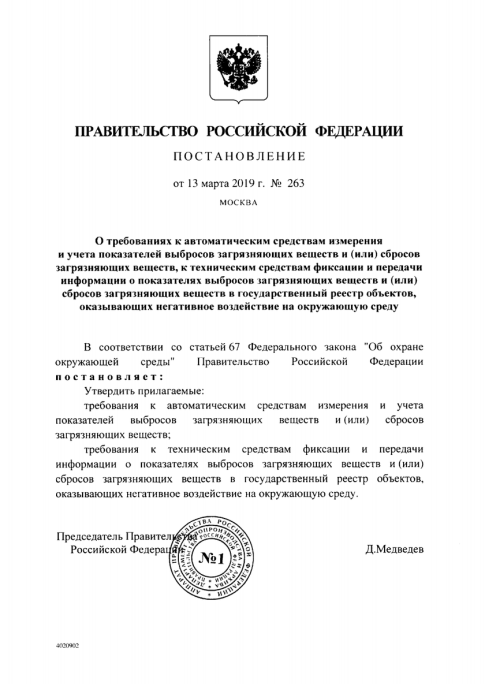 ПРАВИТЕЛЬСТВО РОССИЙСКОЙ ФЕДЕРАЦИИ
ПОСТАНОВЛЕНИЕ
от 13 марта 2019 г. № 263
МОСКВА
О требованиях к автоматическим средствам измерения
и учета показателей выбросов загрязняющих веществ и (или) сбросов
загрязняющих веществ, к техническим средствам фиксации и передачи
информации о показателях выбросов загрязняющих веществ и (или)
сбросов загрязняющих веществ в государственный реестр объектов,
оказывающих негативное воздействие на окружающую среду
В соответствии со статьей 67 Федерального закона "Об охране
окружающей среды" Правительство Российской Федерации
постановляет:
Утвердить прилагаемые:
требования к автоматическим средствам измерения и учета
показателей выбросов загрязняющих веществ и (или) сбросов
загрязняющих веществ;
требования к техническим средствам фиксации и передачи
информации о показателях выбросов загрязняющих веществ и (или)
сбросов загрязняющих веществ в государственный реестр объектов,
оказывающих негативное воздействие на окружающую среду.
Председатель Правительства
Российской Федерации
Д.Медведев
АППАРАТ ПРАВИТЕЛЬСТВА РОССИЙСКОЙ ФЕДЕРАЦИИ
№1
4020902